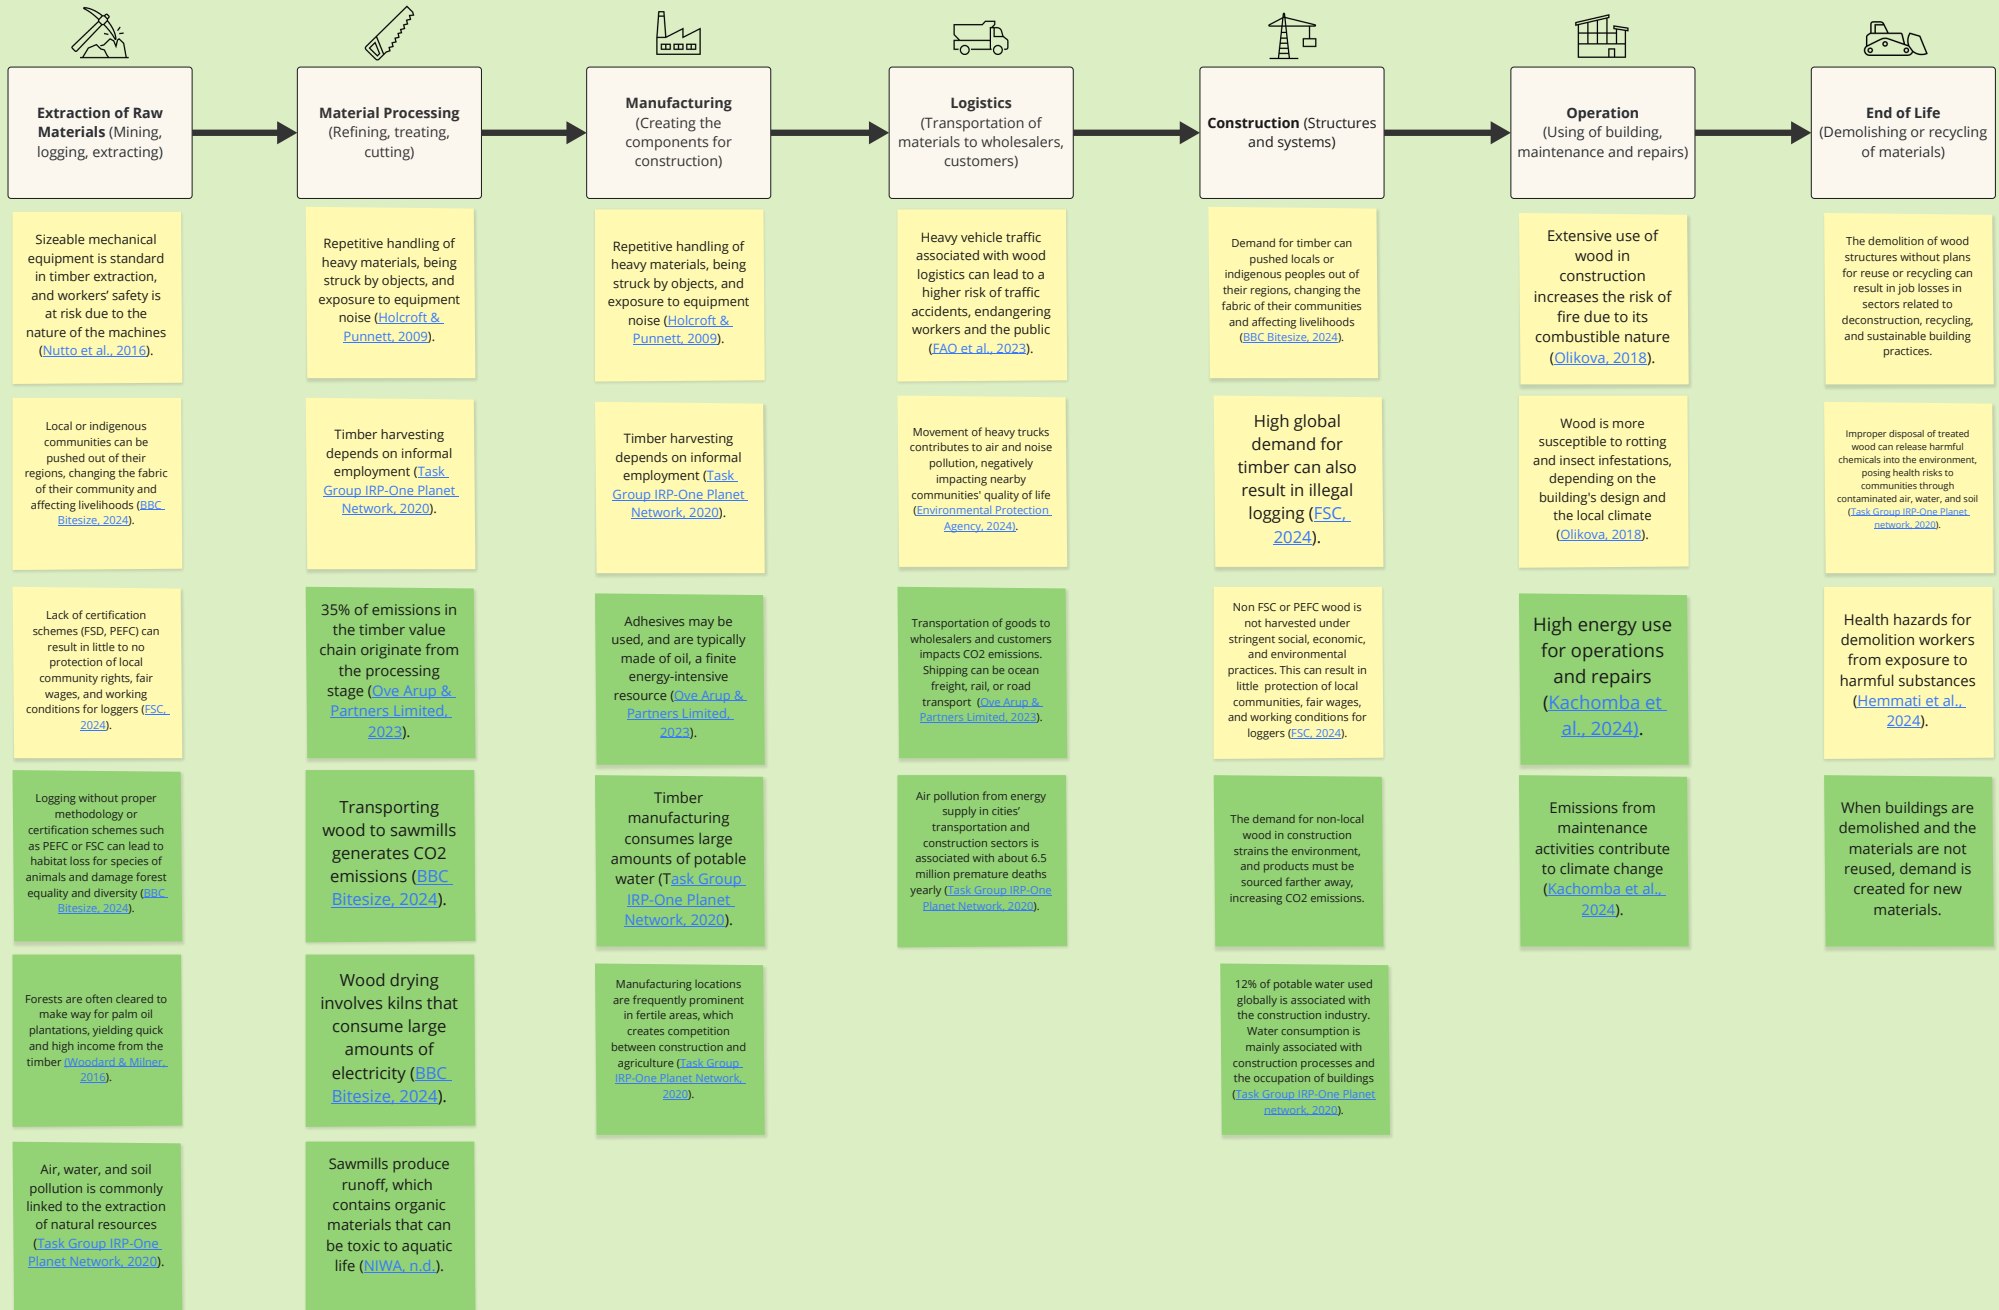 Extraction of Raw
Materials (Mining,
logging, extracting)
Material Processing
(Refining, treating,
cutting)
Manufacturing
(Creating the
components for
construction)
Logistics
(Transportation of
materials to wholesalers,
customers)
Construction (Structures
and systems)
Operation
(Using of building,
maintenance and repairs)
End of Life
(Demolishing or recycling
of materials)
Sizeable mechanical
equipment is standard
in timber extraction,
and workers’ safety is
at risk due to the
nature of the machines
(Nutto et al., 2016).
Local or indigenous
communities can be
pushed out of their
regions, changing the fabric
of their community and
affecting livelihoods (BBC
Bitesize, 2024).
Lack of certification
schemes (FSD, PEFC) can
result in little to no
protection of local
community rights, fair
wages, and working
conditions for loggers (FSC,
2024).
Logging without proper
methodology or
certification schemes such
as PEFC or FSC can lead to
habitat loss for species of
animals and damage forest
equality and diversity (BBC
Bitesize, 2024).
Forests are often cleared to
make way for palm oil
plantations, yielding quick
and high income from the
timber (Woodard & Milner,
2016).
Air, water, and soil
pollution is commonly
linked to the extraction
of natural resources
(Task Group IRP-One
Planet Network, 2020).
Repetitive handling of
heavy materials, being
struck by objects, and
exposure to equipment
noise (Holcroft &
Punnett, 2009).
Timber harvesting
depends on informal
employment (Task
Group IRP-One Planet
Network, 2020).
35% of emissions in
the timber value
chain originate from
the processing
stage (Ove Arup &
Partners Limited,
2023).
Transporting
wood to sawmills
generates CO2
emissions (BBC
Bitesize, 2024).
Wood drying
involves kilns that
consume large
amounts of
electricity (BBC
Bitesize, 2024).
Sawmills produce
runoff, which
contains organic
materials that can
be toxic to aquatic
life (NIWA, n.d.).
Repetitive handling of
heavy materials, being
struck by objects, and
exposure to equipment
noise (Holcroft &
Punnett, 2009).
Timber harvesting
depends on informal
employment (Task
Group IRP-One Planet
Network, 2020).
Adhesives may be
used, and are typically
made of oil, a finite
energy-intensive
resource (Ove Arup &
Partners Limited,
2023).
Timber
manufacturing
consumes large
amounts of potable
water (Task Group
IRP-One Planet
Network, 2020).
Manufacturing locations
are frequently prominent
in fertile areas, which
creates competition
between construction and
agriculture (Task Group
IRP-One Planet Network,
2020).
Heavy vehicle traffic
associated with wood
logistics can lead to a
higher risk of traffic
accidents, endangering
workers and the public
(FAO et al., 2023).
Movement of heavy trucks
contributes to air and noise
pollution, negatively
impacting nearby
communities' quality of life
(Environmental Protection
Agency, 2024).
Transportation of goods to
wholesalers and customers
impacts CO2 emissions.
Shipping can be ocean
freight, rail, or road
transport (Ove Arup &
Partners Limited, 2023).
Air pollution from energy
supply in cities’
transportation and
construction sectors is
associated with about 6.5
million premature deaths
yearly (Task Group IRP-One
Planet Network, 2020).
Demand for timber can
pushed locals or
indigenous peoples out of
their regions, changing the
fabric of their communities
and affecting livelihoods
(BBC Bitesize, 2024).
High global
demand for
timber can also
result in illegal
logging (FSC,
2024).
Non FSC or PEFC wood is
not harvested under
stringent social, economic,
and environmental
practices. This can result in
little protection of local
communities, fair wages,
and working conditions for
loggers (FSC, 2024).
The demand for non-local
wood in construction
strains the environment,
and products must be
sourced farther away,
increasing CO2 emissions.
12% of potable water used
globally is associated with
the construction industry.
Water consumption is
mainly associated with
construction processes and
the occupation of buildings
(Task Group IRP-One Planet
network, 2020).
Extensive use of
wood in
construction
increases the risk of
fire due to its
combustible nature
(Olikova, 2018).
Wood is more
susceptible to rotting
and insect infestations,
depending on the
building's design and
the local climate
(Olikova, 2018).
High energy use
for operations
and repairs
(Kachomba et
al., 2024).
Emissions from
maintenance
activities contribute
to climate change
(Kachomba et al.,
2024).
The demolition of wood
structures without plans
for reuse or recycling can
result in job losses in
sectors related to
deconstruction, recycling,
and sustainable building
practices.
Improper disposal of treated
wood can release harmful
chemicals into the environment,
posing health risks to
communities through
contaminated air, water, and soil
(Task Group IRP-One Planet
network, 2020).
Health hazards for
demolition workers
from exposure to
harmful substances
(Hemmati et al.,
2024).
When buildings are
demolished and the
materials are not
reused, demand is
created for new
materials.